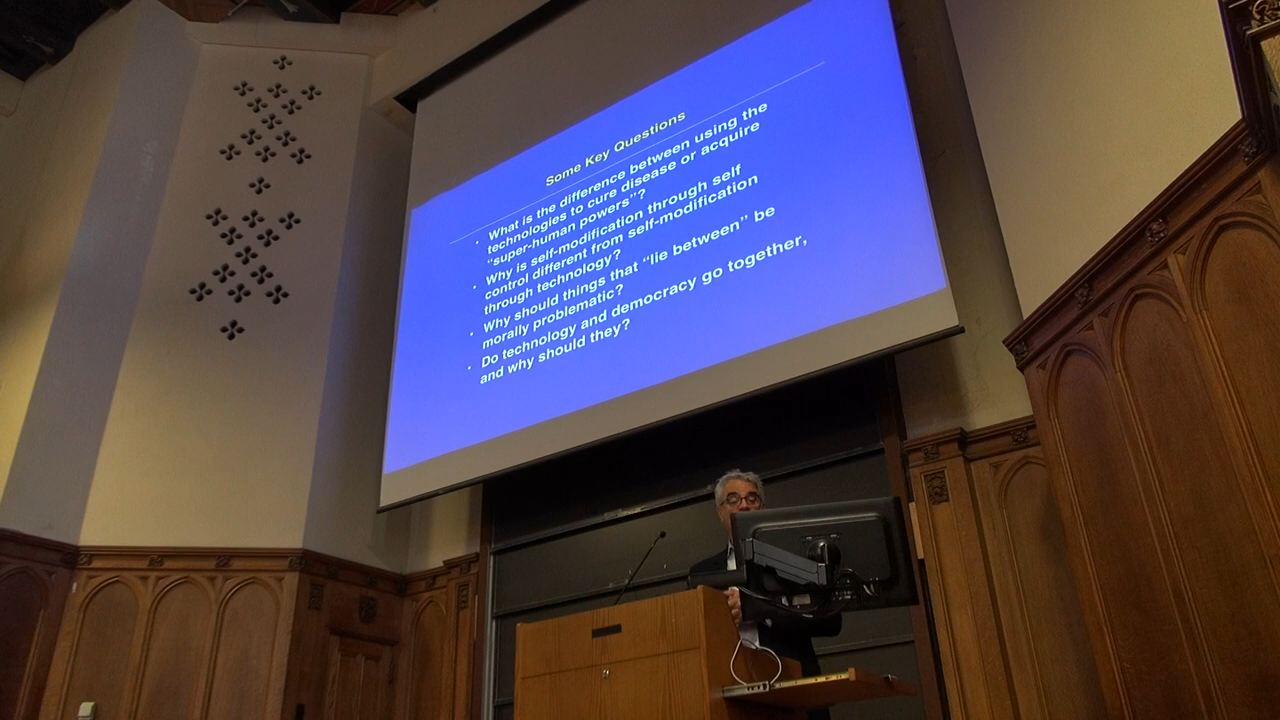 Some Key Questions
• What is the difference between using the
technologies to cure disease or acquire
"super-human powers"?
• Why is self-modification through self
control different from self-modification
through technology?
• Why should things that "lie between" be
morally problematic?
• Do technology and democracy go together,
and why should they?